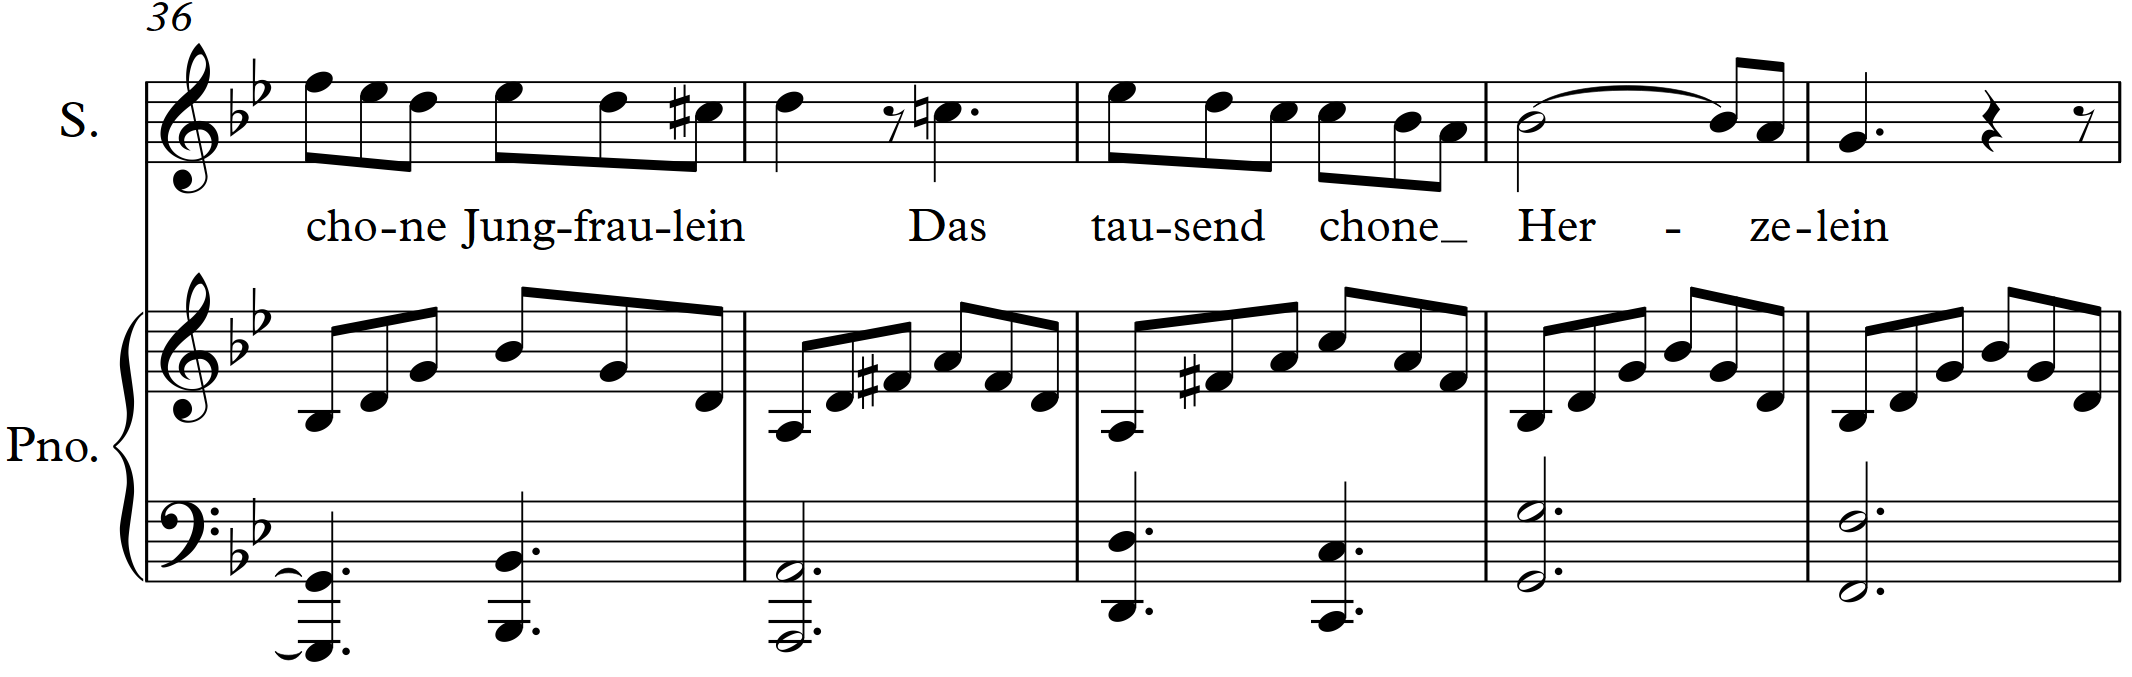 36
S.
cho-ne Jung-frau-lein Das tau-send chone_ Her - ze-lein
Pno.